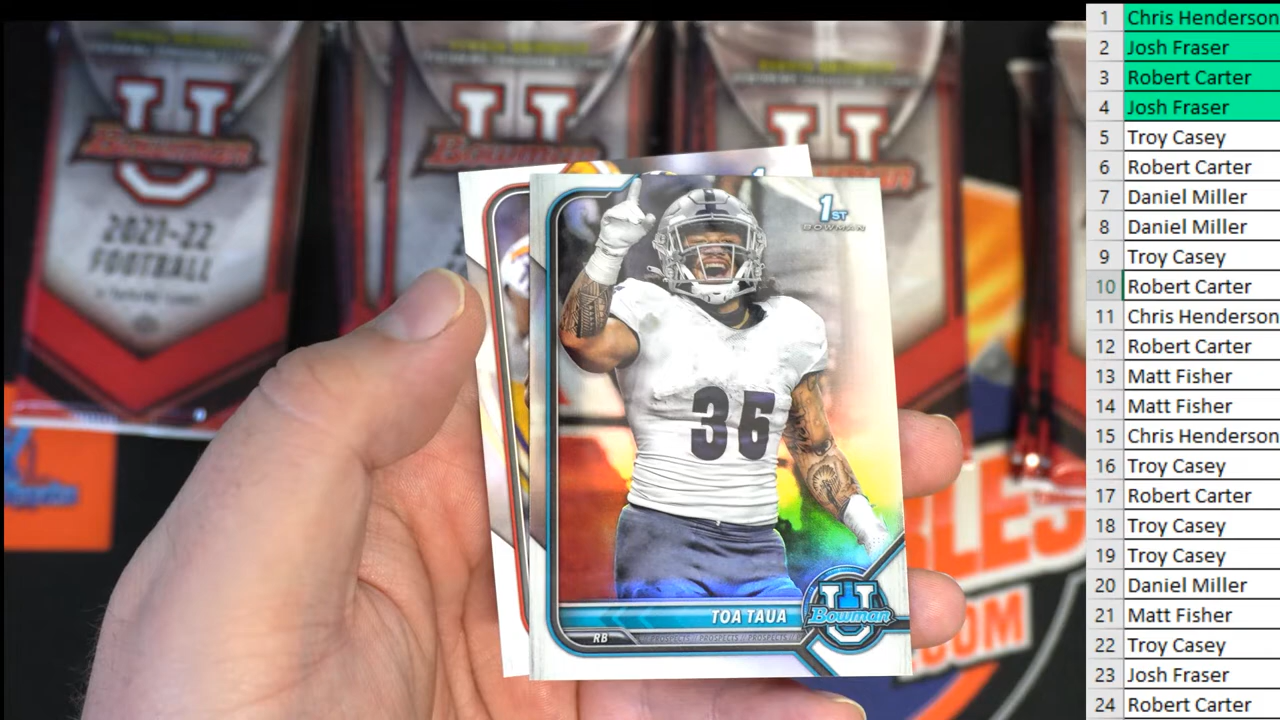 Bowmann
2021-22
FOOTBALL
Bowman
1ST
BOWMAN
36
TOA TAUA
RB
PROSPECTS // PROSPECTS // PROSPECTS //
U
Bowman
BLES
.COM
1 Chris Henderson
2 Josh Fraser
3 Robert Carter
4 Josh Fraser
5 Troy Casey
6 Robert Carter
7 Daniel Miller
8 Daniel Miller
9 Troy Casey
10 Robert Carter
11 Chris Henderson
12 Robert Carter
13 Matt Fisher
14 Matt Fisher
15 Chris Henderson
16 Troy Casey
17 Robert Carter
18 Troy Casey
19 Troy Casey
20 Daniel Miller
21 Matt Fisher
22 Troy Casey
23 Josh Fraser
24 Robert Carter